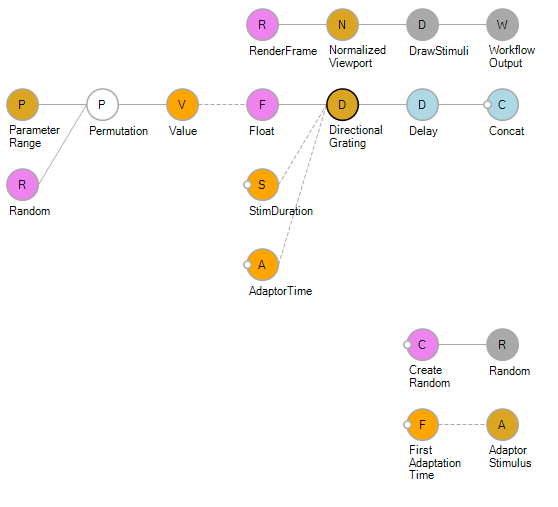 R N D W
RenderFrame Normalized DrawStimuli Workflow
Viewport Output
P P V F D D C
Parameter Permutation Value Float Directional Delay Concat
Range Grating
R S
Random StimDuration
A
AdaptorTime
C R
Create Random
Random
F A
First Adaptor
Adaptation Stimulus
Time